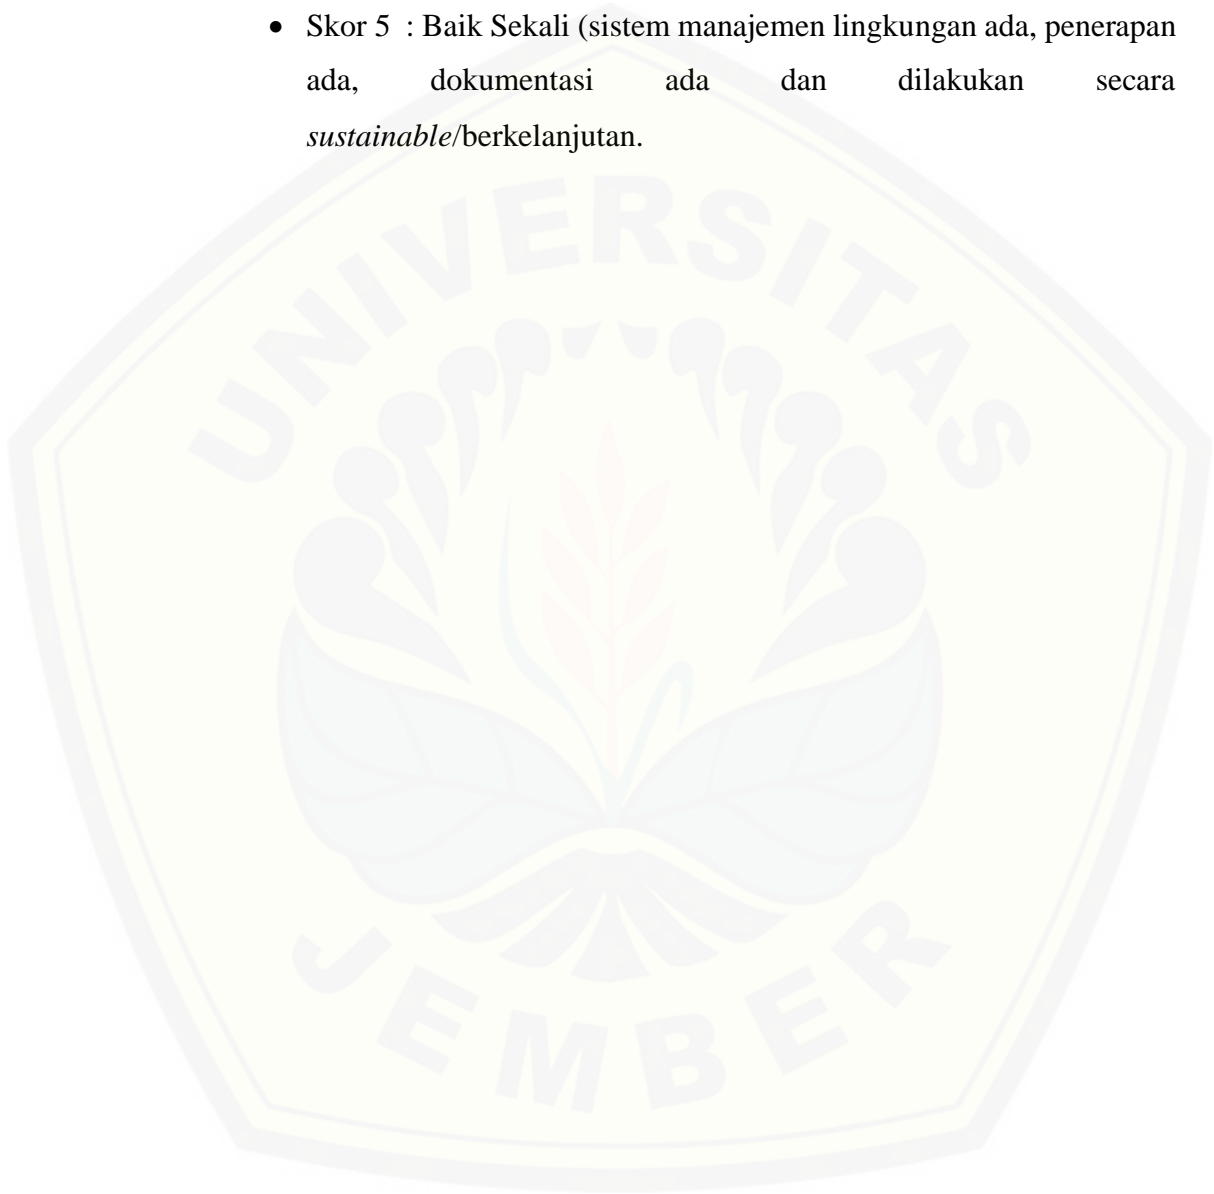 • Skor 5 : Baik Sekali (sistem manajemen lingkungan ada, penerapan
ada, dokumentasi ada dan dilakukan secara
sustainable/berkelanjutan.
UNIVERSITAS
JEMBER